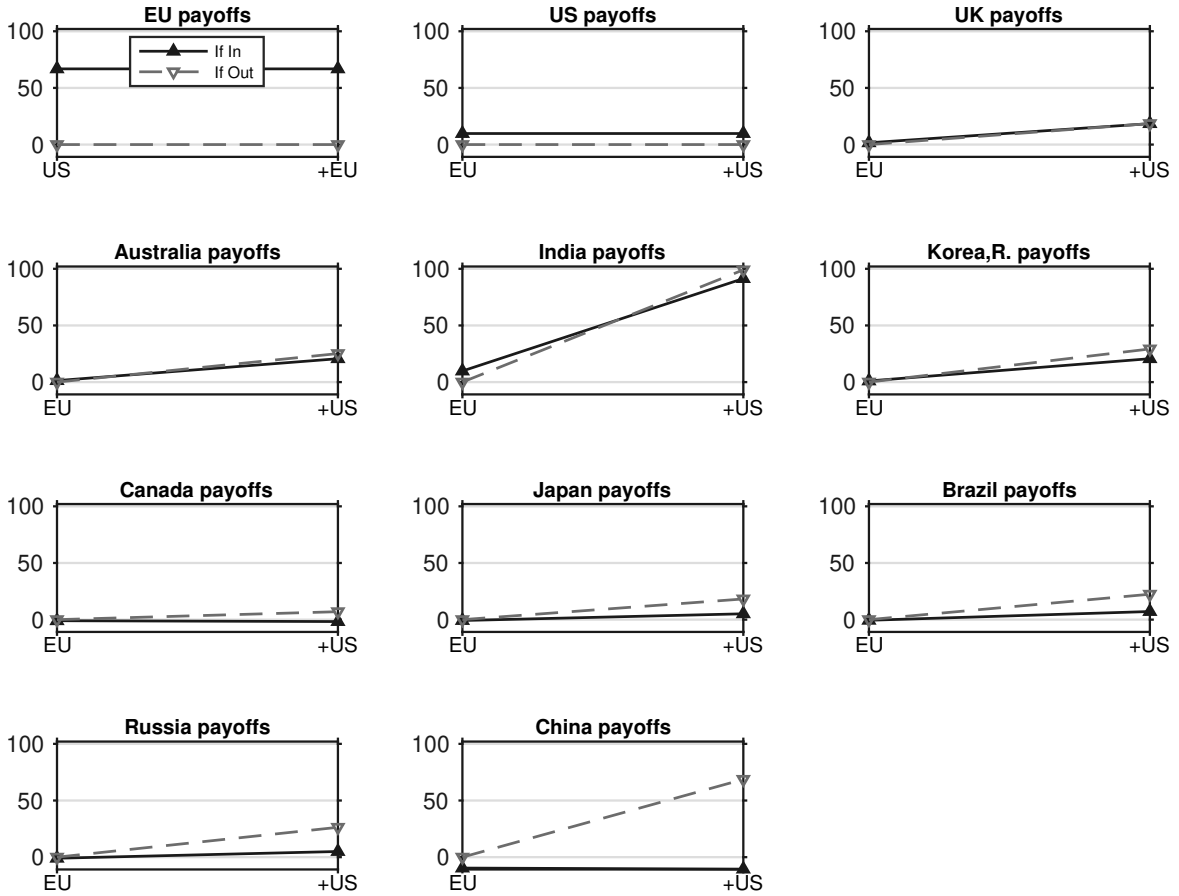 EU payoffs
100
50
0
If In
If Out
US
+EU
US payoffs
100
50
0
EU
+US
UK payoffs
100
50
0
EU
+US
Australia payoffs
100
50
0
EU
+US
India payoffs
100
50
0
EU
+US
Korea,R. payoffs
100
50
0
EU
+US
Canada payoffs
100
50
0
EU
+US
Japan payoffs
100
50
0
EU
+US
Brazil payoffs
100
50
0
EU
+US
Russia payoffs
100
50
0
EU
+US
China payoffs
100
50
0
EU
+US